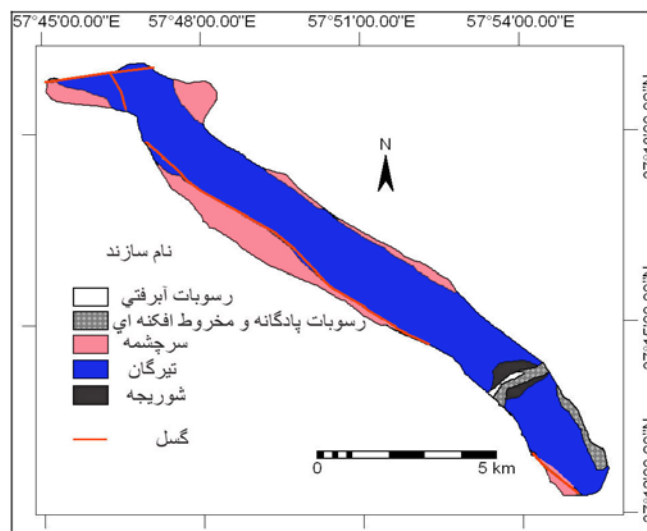 57°45'00.00"E 57°48'00.00"E 57°51'00.00"E 57°54'00.00"E
N
نام سازند
رسوبات آبرفتي
رسوبات پادگانه و مخروط افكنه اي
سرچشمه
تيرگان
شوريجه
گسل
0 5 km